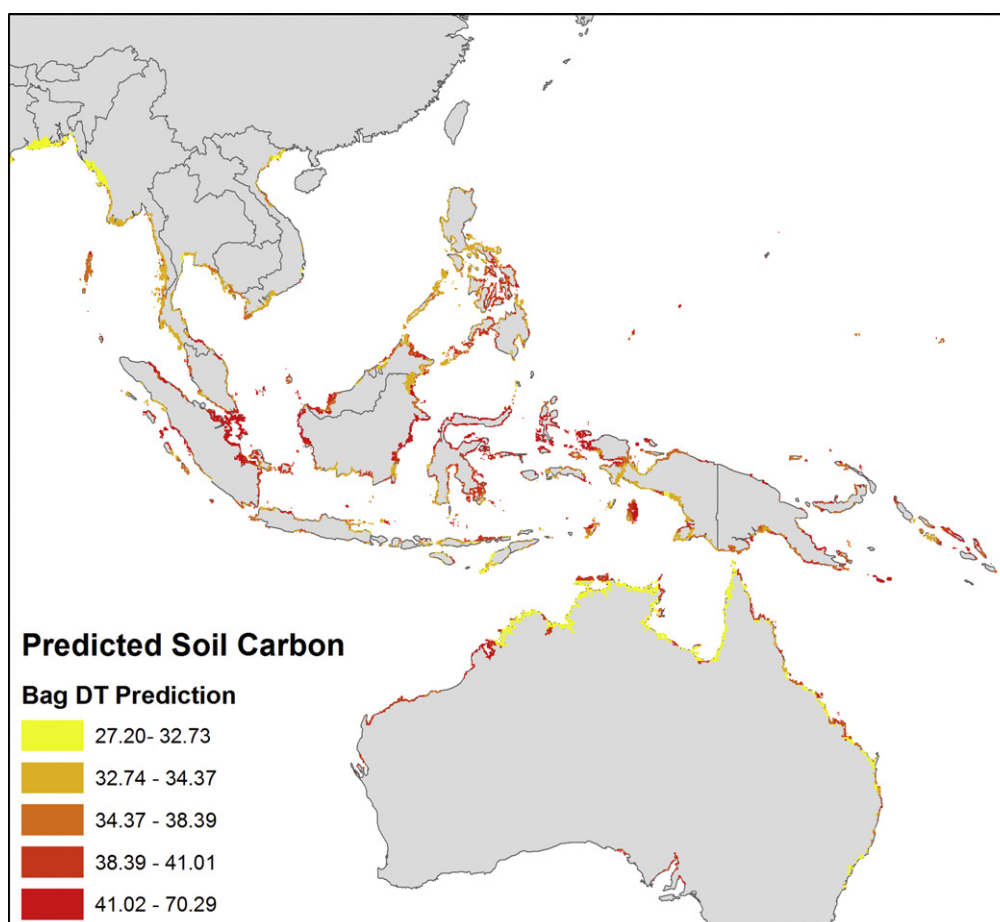 Predicted Soil Carbon
Bag DT Prediction
27.20- 32.73
32.74 - 34.37
34.37 - 38.39
38.39 - 41.01
41.02 - 70.29